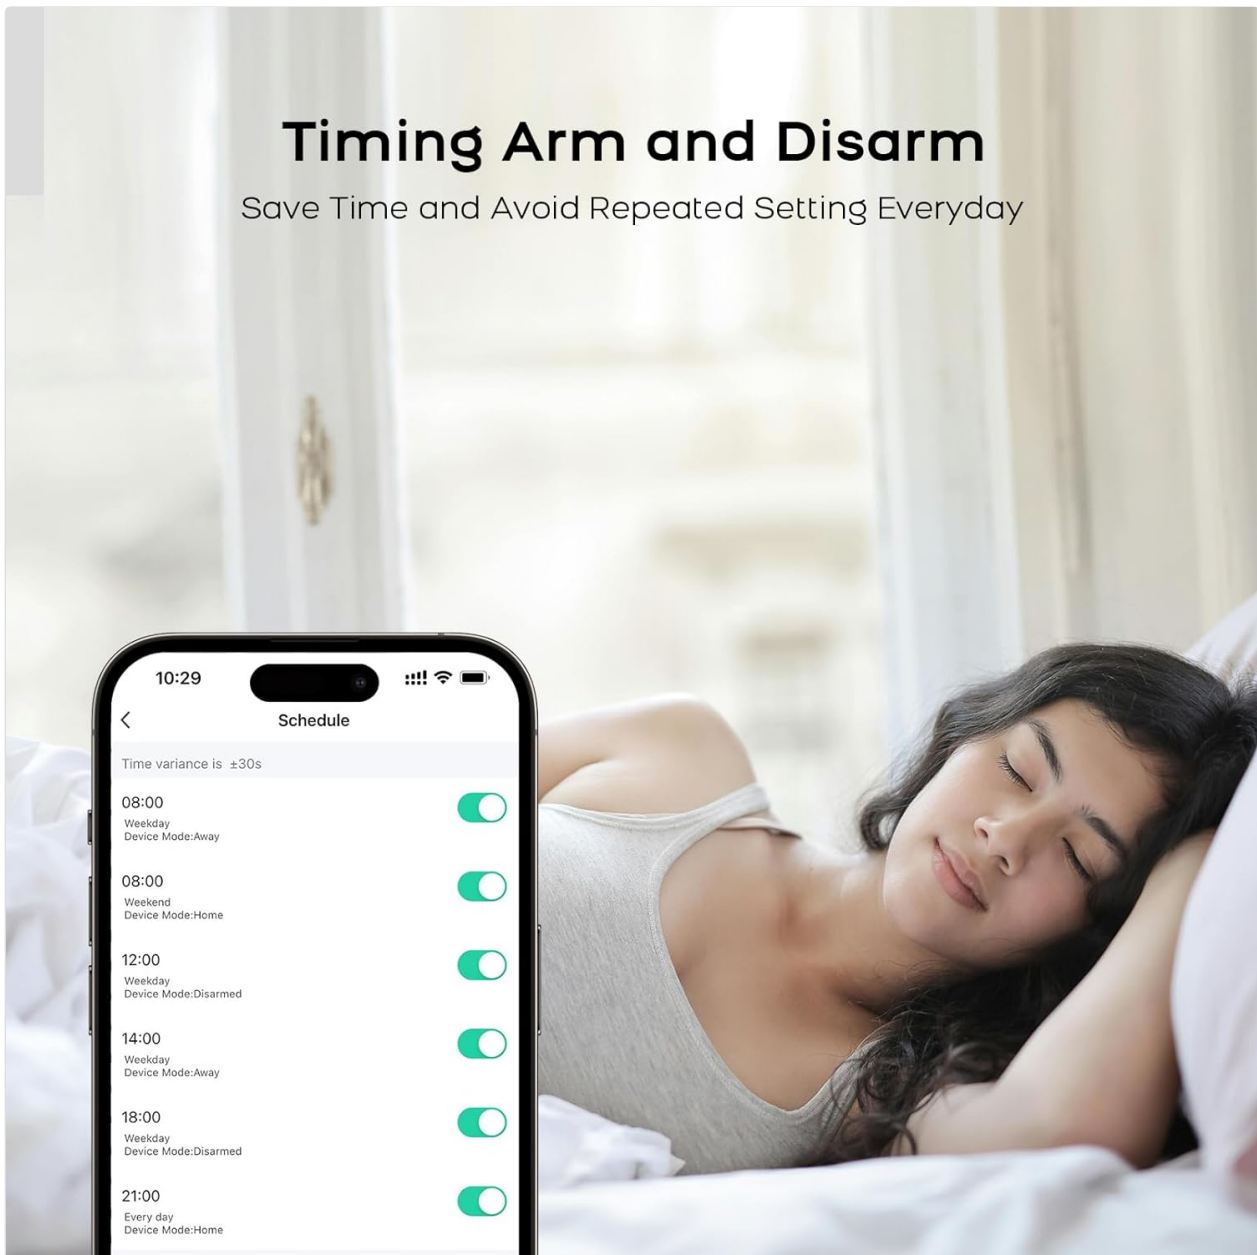 Timing Arm and Disarm
Save Time and Avoid Repeated Setting Everyday
10:29
Schedule
Time variance is ±30s
08:00
Weekday
Device Mode:Away
08:00
Weekend
Device Mode:Home
12:00
Weekday
Device Mode:Disarmed
14:00
Weekday
Device Mode:Away
18:00
Weekday
Device Mode:Disarmed
21:00
Every day
Device Mode:Home